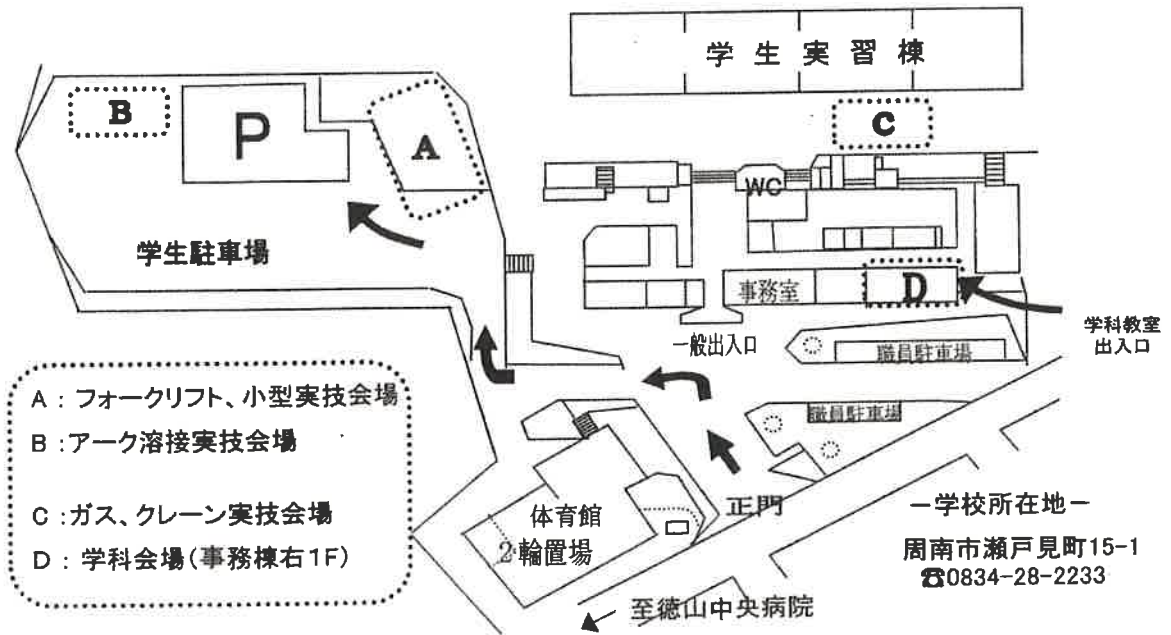 学生実習棟
B
P
A
C
WC
学生駐車場
事務室
D
学科教室
出入口
一般出入口
職員駐車場
職員駐車場
A：フォークリフト、小型実技会場
B：アーク溶接実技会場
C：ガス、クレーン実技会場
D：学科会場(事務棟右1F)
正門
体育館
2輪置場
－学校所在地－
周南市瀬戸見町15-1
☎0834-28-2233
至徳山中央病院